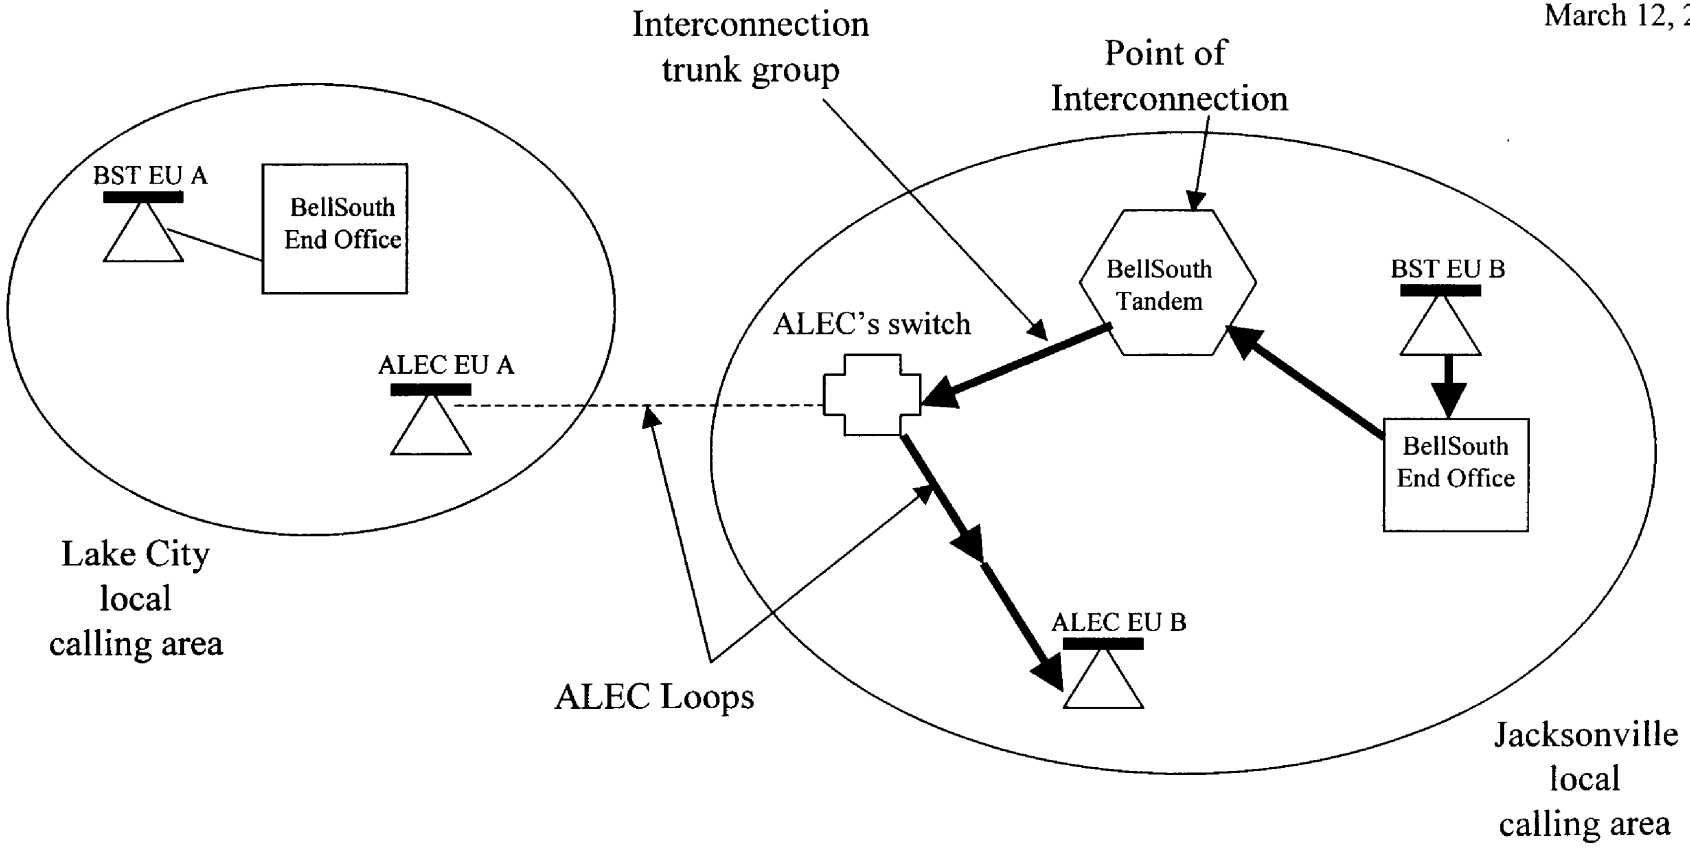 March 12, 2
Interconnection
trunk group
Point of
Interconnection
BST EU A
BellSouth
End Office
ALEC EU A
ALEC's switch
BellSouth
Tandem
BST EU B
BellSouth
End Office
ALEC EU B
ALEC Loops
Lake City
local
calling area
Jacksonville
local
calling area